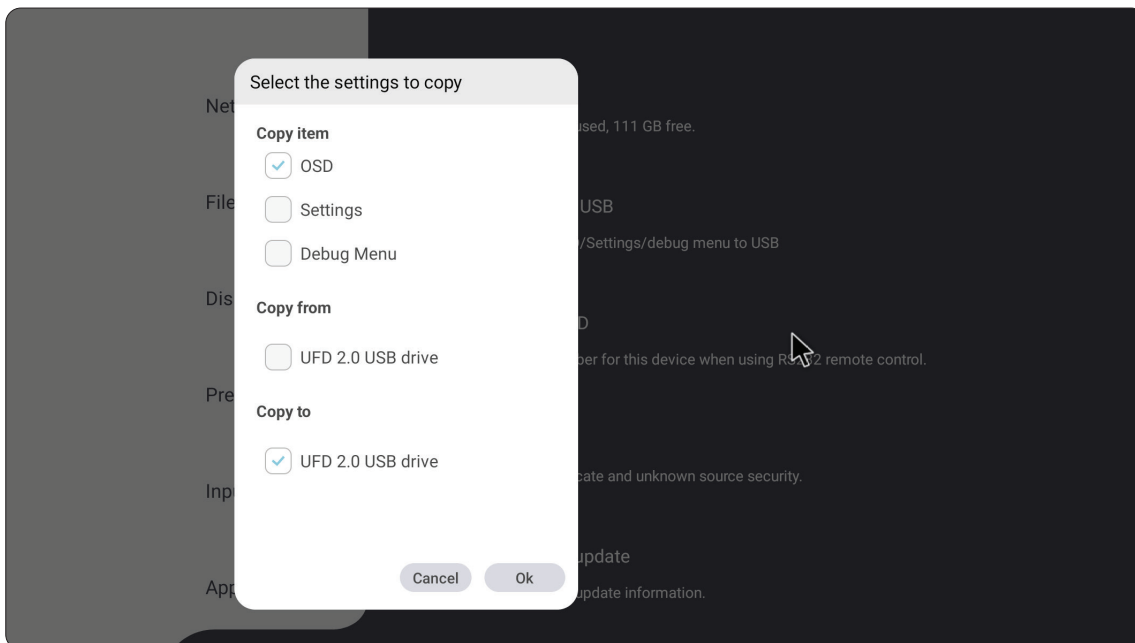 Select the settings to copy
Copy item
OSD
Settings
Debug Menu
Copy from
UFD 2.0 USB drive
Copy to
UFD 2.0 USB drive
Cancel
Ok
Net
File
Dis
Pre
Inp
App
used, 111 GB free.
USB
/Settings/debug menu to USB
D
ber for this device when using RS232 remote control.
cate and unknown source security.
update
update information.